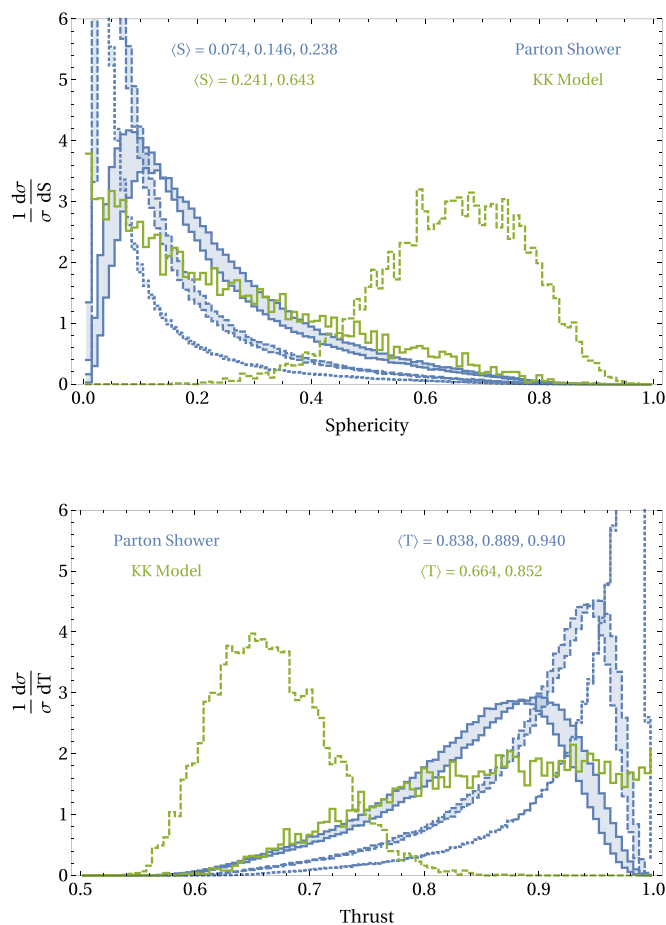 6
⟨S⟩ = 0.074, 0.146, 0.238 Parton Shower
5
⟨S⟩ = 0.241, 0.643 KK Model
4
1/σ dσ/dS
3
2
1
0
0.0 0.2 0.4 0.6 0.8 1.0
Sphericity
6
Parton Shower ⟨T⟩ = 0.838, 0.889, 0.940
5
KK Model ⟨T⟩ = 0.664, 0.852
4
1/σ dσ/dT
3
2
1
0
0.5 0.6 0.7 0.8 0.9 1.0
Thrust